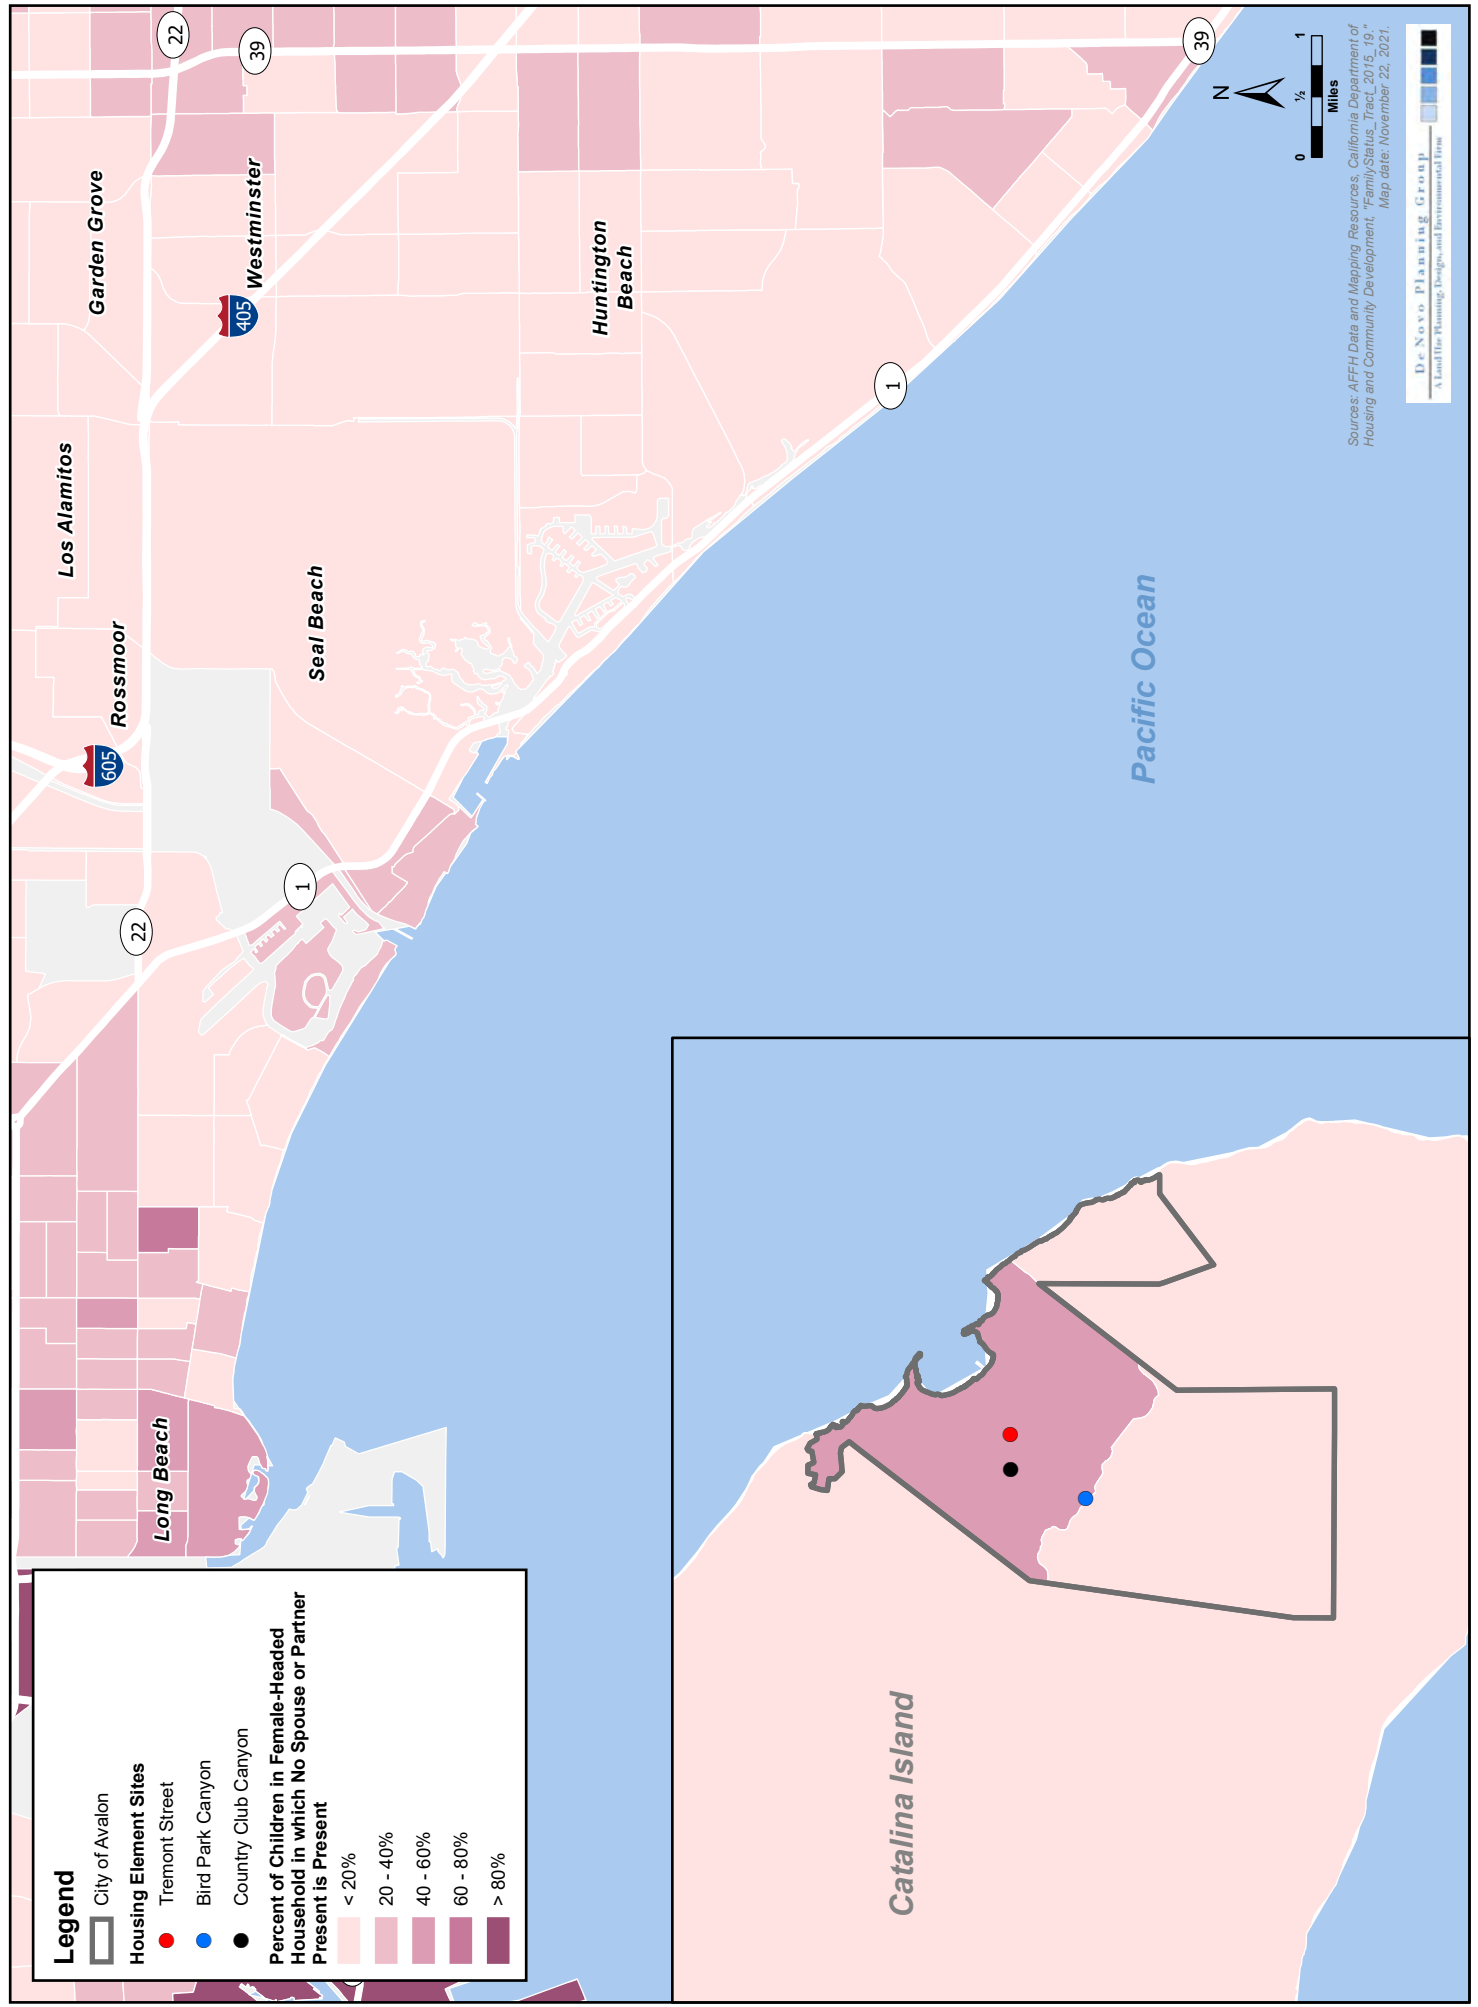 Legend
City of Avalon
Housing Element Sites
Tremont Street
Bird Park Canyon
Country Club Canyon
Percent of Children in Female-Headed
Household in which No Spouse or Partner
Present is Present
< 20%
20 - 40%
40 - 60%
60 - 80%
> 80%
Long Beach
22
1
605
Rossmoor
Los Alamitos
Seal Beach
Garden Grove
405
Westminster
22
39
Huntington
Beach
1
39
Pacific Ocean
Catalina Island
N
0 ½ 1
Miles
Sources: AFFH Data and Mapping Resources, California Department of
Housing and Community Development, "FamilyStatus_Tract_2015_19."
Map date: November 22, 2021.
De Novo Planning Group
A Land Use Planning, Design, and Environmental Firm